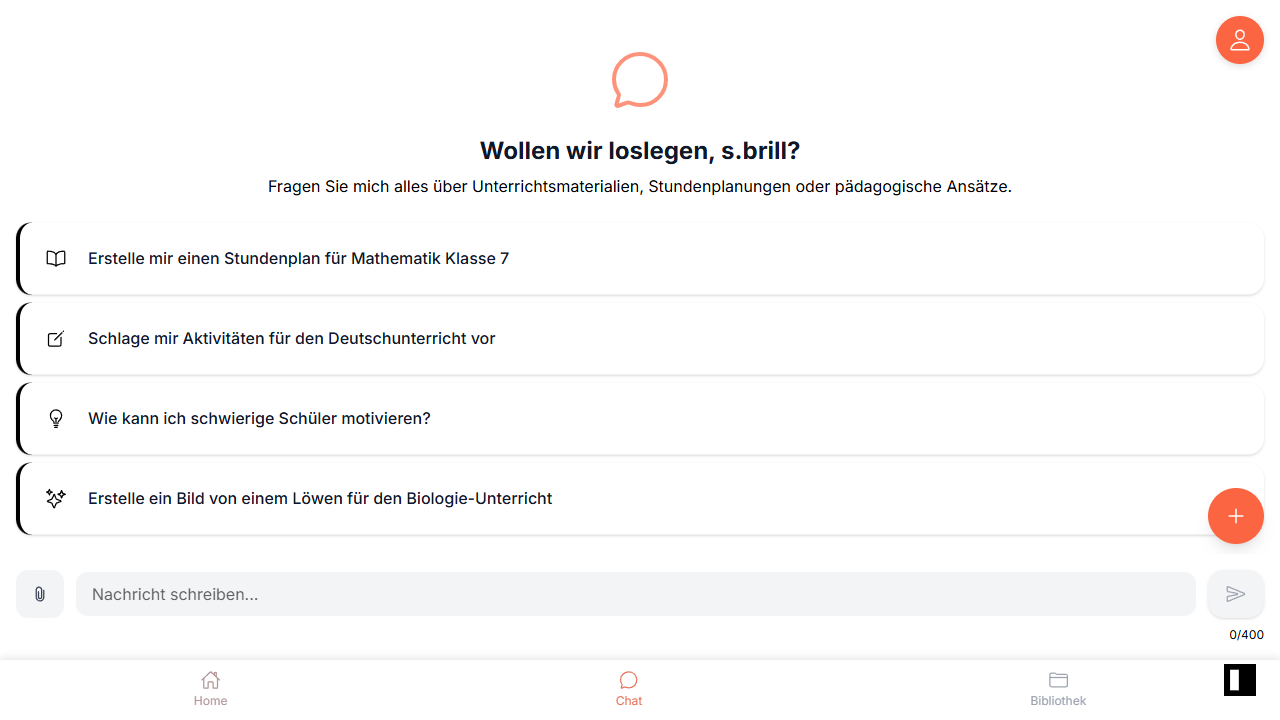 Wollen wir loslegen, s.brill?
Fragen Sie mich alles über Unterrichtsmaterialien, Stundenplanungen oder pädagogische Ansätze.
Erstelle mir einen Stundenplan für Mathematik Klasse 7
Schlage mir Aktivitäten für den Deutschunterricht vor
Wie kann ich schwierige Schüler motivieren?
Erstelle ein Bild von einem Löwen für den Biologie-Unterricht
Nachricht schreiben...
0/400
Home
Chat
Bibliothek